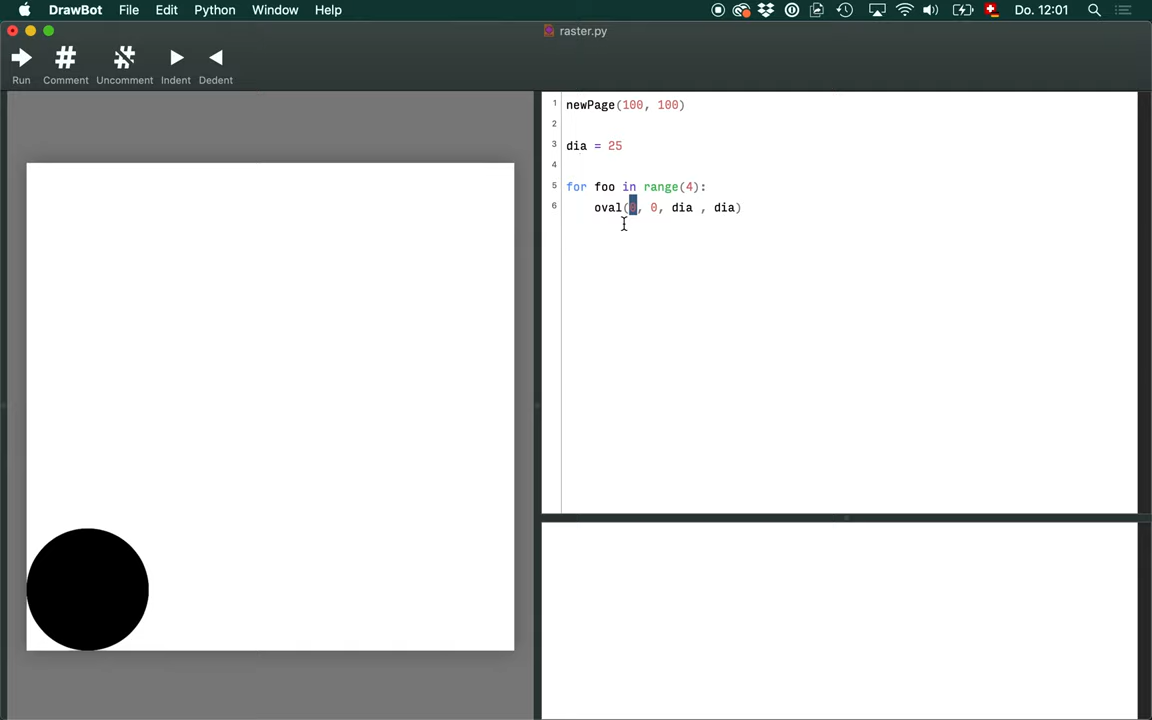 DrawBot File Edit Python Window Help Do. 12:01
raster.py
Run Comment Uncomment Indent Dedent
1 newPage(100, 100)
2
3 dia = 25
4
5 for foo in range(4):
6 oval(0, 0, dia , dia)